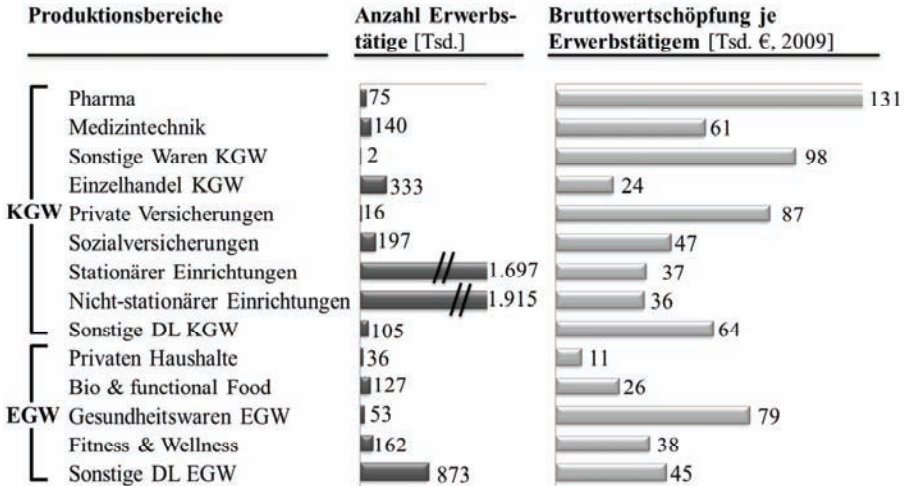 Produktionsbereiche
Anzahl Erwerbs-
tätige [Tsd.]
Bruttowertschöpfung je
Erwerbstätigem [Tsd. €, 2009]
Pharma 75 131
Medizintechnik 140 61
Sonstige Waren KGW 2 98
Einzelhandel KGW 333 24
KGW Private Versicherungen 16 87
Sozialversicherungen 197 47
Stationärer Einrichtungen 1.697 37
Nicht-stationärer Einrichtungen 1.915 36
Sonstige DL KGW 105 64
Privaten Haushalte 36 11
Bio & functional Food 127 26
EGW Gesundheitswaren EGW 53 79
Fitness & Wellness 162 38
Sonstige DL EGW 873 45